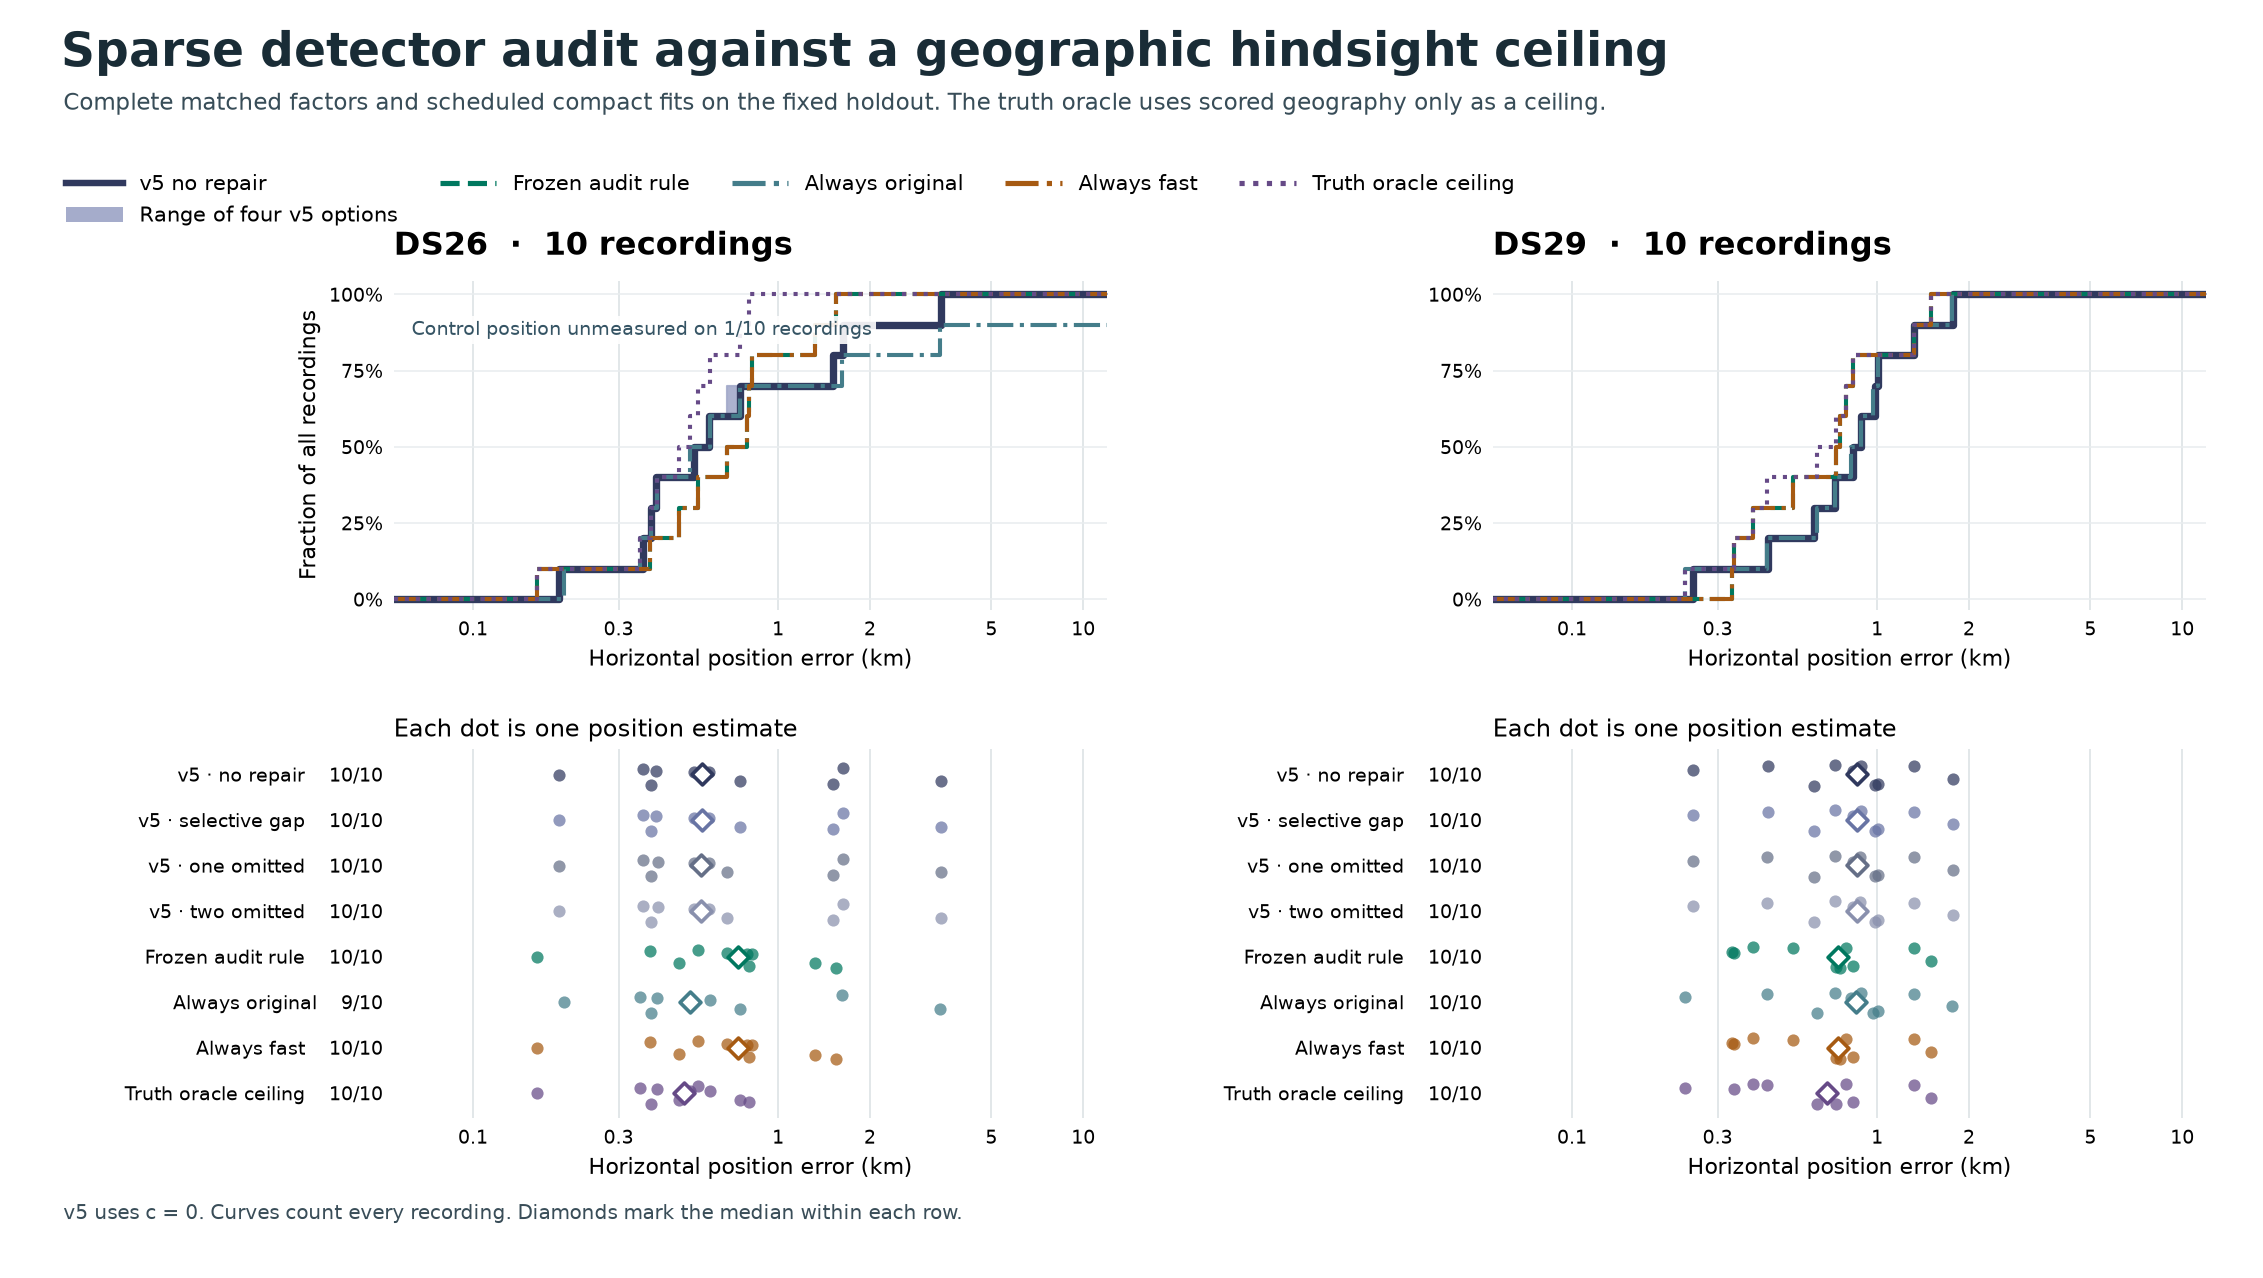 Sparse detector audit against a geographic hindsight ceiling
Complete matched factors and scheduled compact fits on the fixed holdout. The truth oracle uses scored geography only as a ceiling.
v5 no repair
Frozen audit rule
Always original
Always fast
Truth oracle ceiling
Range of four v5 options
DS26 · 10 recordings
Fraction of all recordings
100%
75%
50%
25%
0%
Control position unmeasured on 1/10 recordings
0.1 0.3 1 2 5 10
Horizontal position error (km)
DS29 · 10 recordings
100%
75%
50%
25%
0%
0.1 0.3 1 2 5 10
Horizontal position error (km)
Each dot is one position estimate
v5 · no repair 10/10
v5 · selective gap 10/10
v5 · one omitted 10/10
v5 · two omitted 10/10
Frozen audit rule 10/10
Always original 9/10
Always fast 10/10
Truth oracle ceiling 10/10
0.1 0.3 1 2 5 10
Horizontal position error (km)
Each dot is one position estimate
v5 · no repair 10/10
v5 · selective gap 10/10
v5 · one omitted 10/10
v5 · two omitted 10/10
Frozen audit rule 10/10
Always original 10/10
Always fast 10/10
Truth oracle ceiling 10/10
0.1 0.3 1 2 5 10
Horizontal position error (km)
v5 uses c = 0. Curves count every recording. Diamonds mark the median within each row.